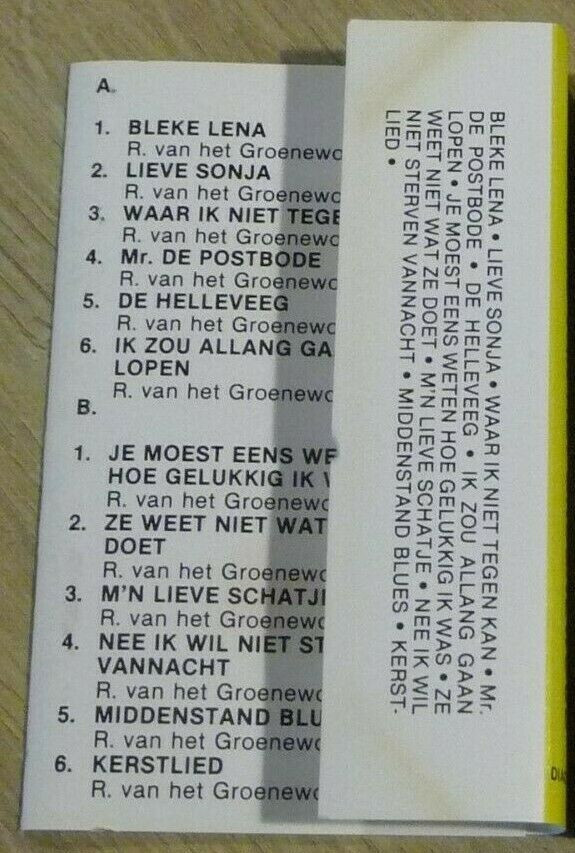 A.
1. BLEKE LENA
R. van het Groenewo
2. LIEVE SONJA
R. van het Groenewo
3. WAAR IK NIET TEGE
R. van het Groenewo
4. Mr. DE POSTBODE
R. van het Groenewo
5. DE HELLEVEEG
R. van het Groenewo
6. IK ZOU ALLANG GA
LOPEN
R. van het Groenewo
B.
1. JE MOEST EENS WE
HOE GELUKKIG IK W
R. van het Groenewo
2. ZE WEET NIET WAT
DOET
R. van het Groenewo
3. M'N LIEVE SCHATJE
R. van het Groenewo
4. NEE IK WIL NIET ST
VANNACHT
R. van het Groenewo
5. MIDDENSTAND BLU
R. van het Groenewo
6. KERSTLIED
R. van het Groenewo
BLEKE LENA • LIEVE SONJA • WAAR IK NIET TEGEN KAN • Mr.
DE POSTBODE • DE HELLEVEEG • IK ZOU ALLANG GAAN
LOPEN • JE MOEST EENS WETEN HOE GELUKKIG IK WAS • ZE
WEET NIET WAT ZE DOET • M'N LIEVE SCHATJE • NEE IK WIL
NIET STERVEN VANNACHT • MIDDENSTAND BLUES • KERST-
LIED •